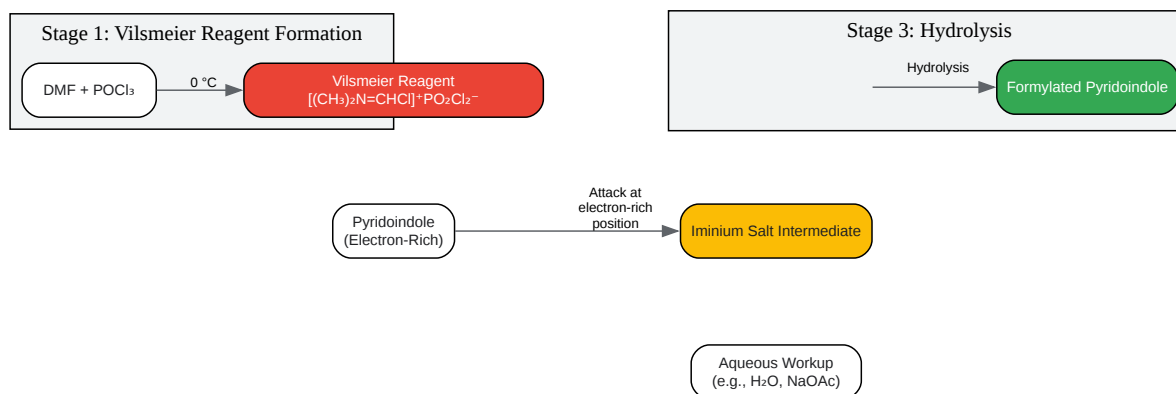 Stage 1: Vilsmeier Reagent Formation
DMF + POCl₃
0 °C
Vilsmeier Reagent
[(CH₃)₂N=CHCl]⁺PO₂Cl₂⁻
Stage 3: Hydrolysis
Hydrolysis
Formylated Pyridoindole
Pyridoindole
(Electron-Rich)
Attack at
electron-rich
position
Iminium Salt Intermediate
Aqueous Workup
(e.g., H₂O, NaOAc)